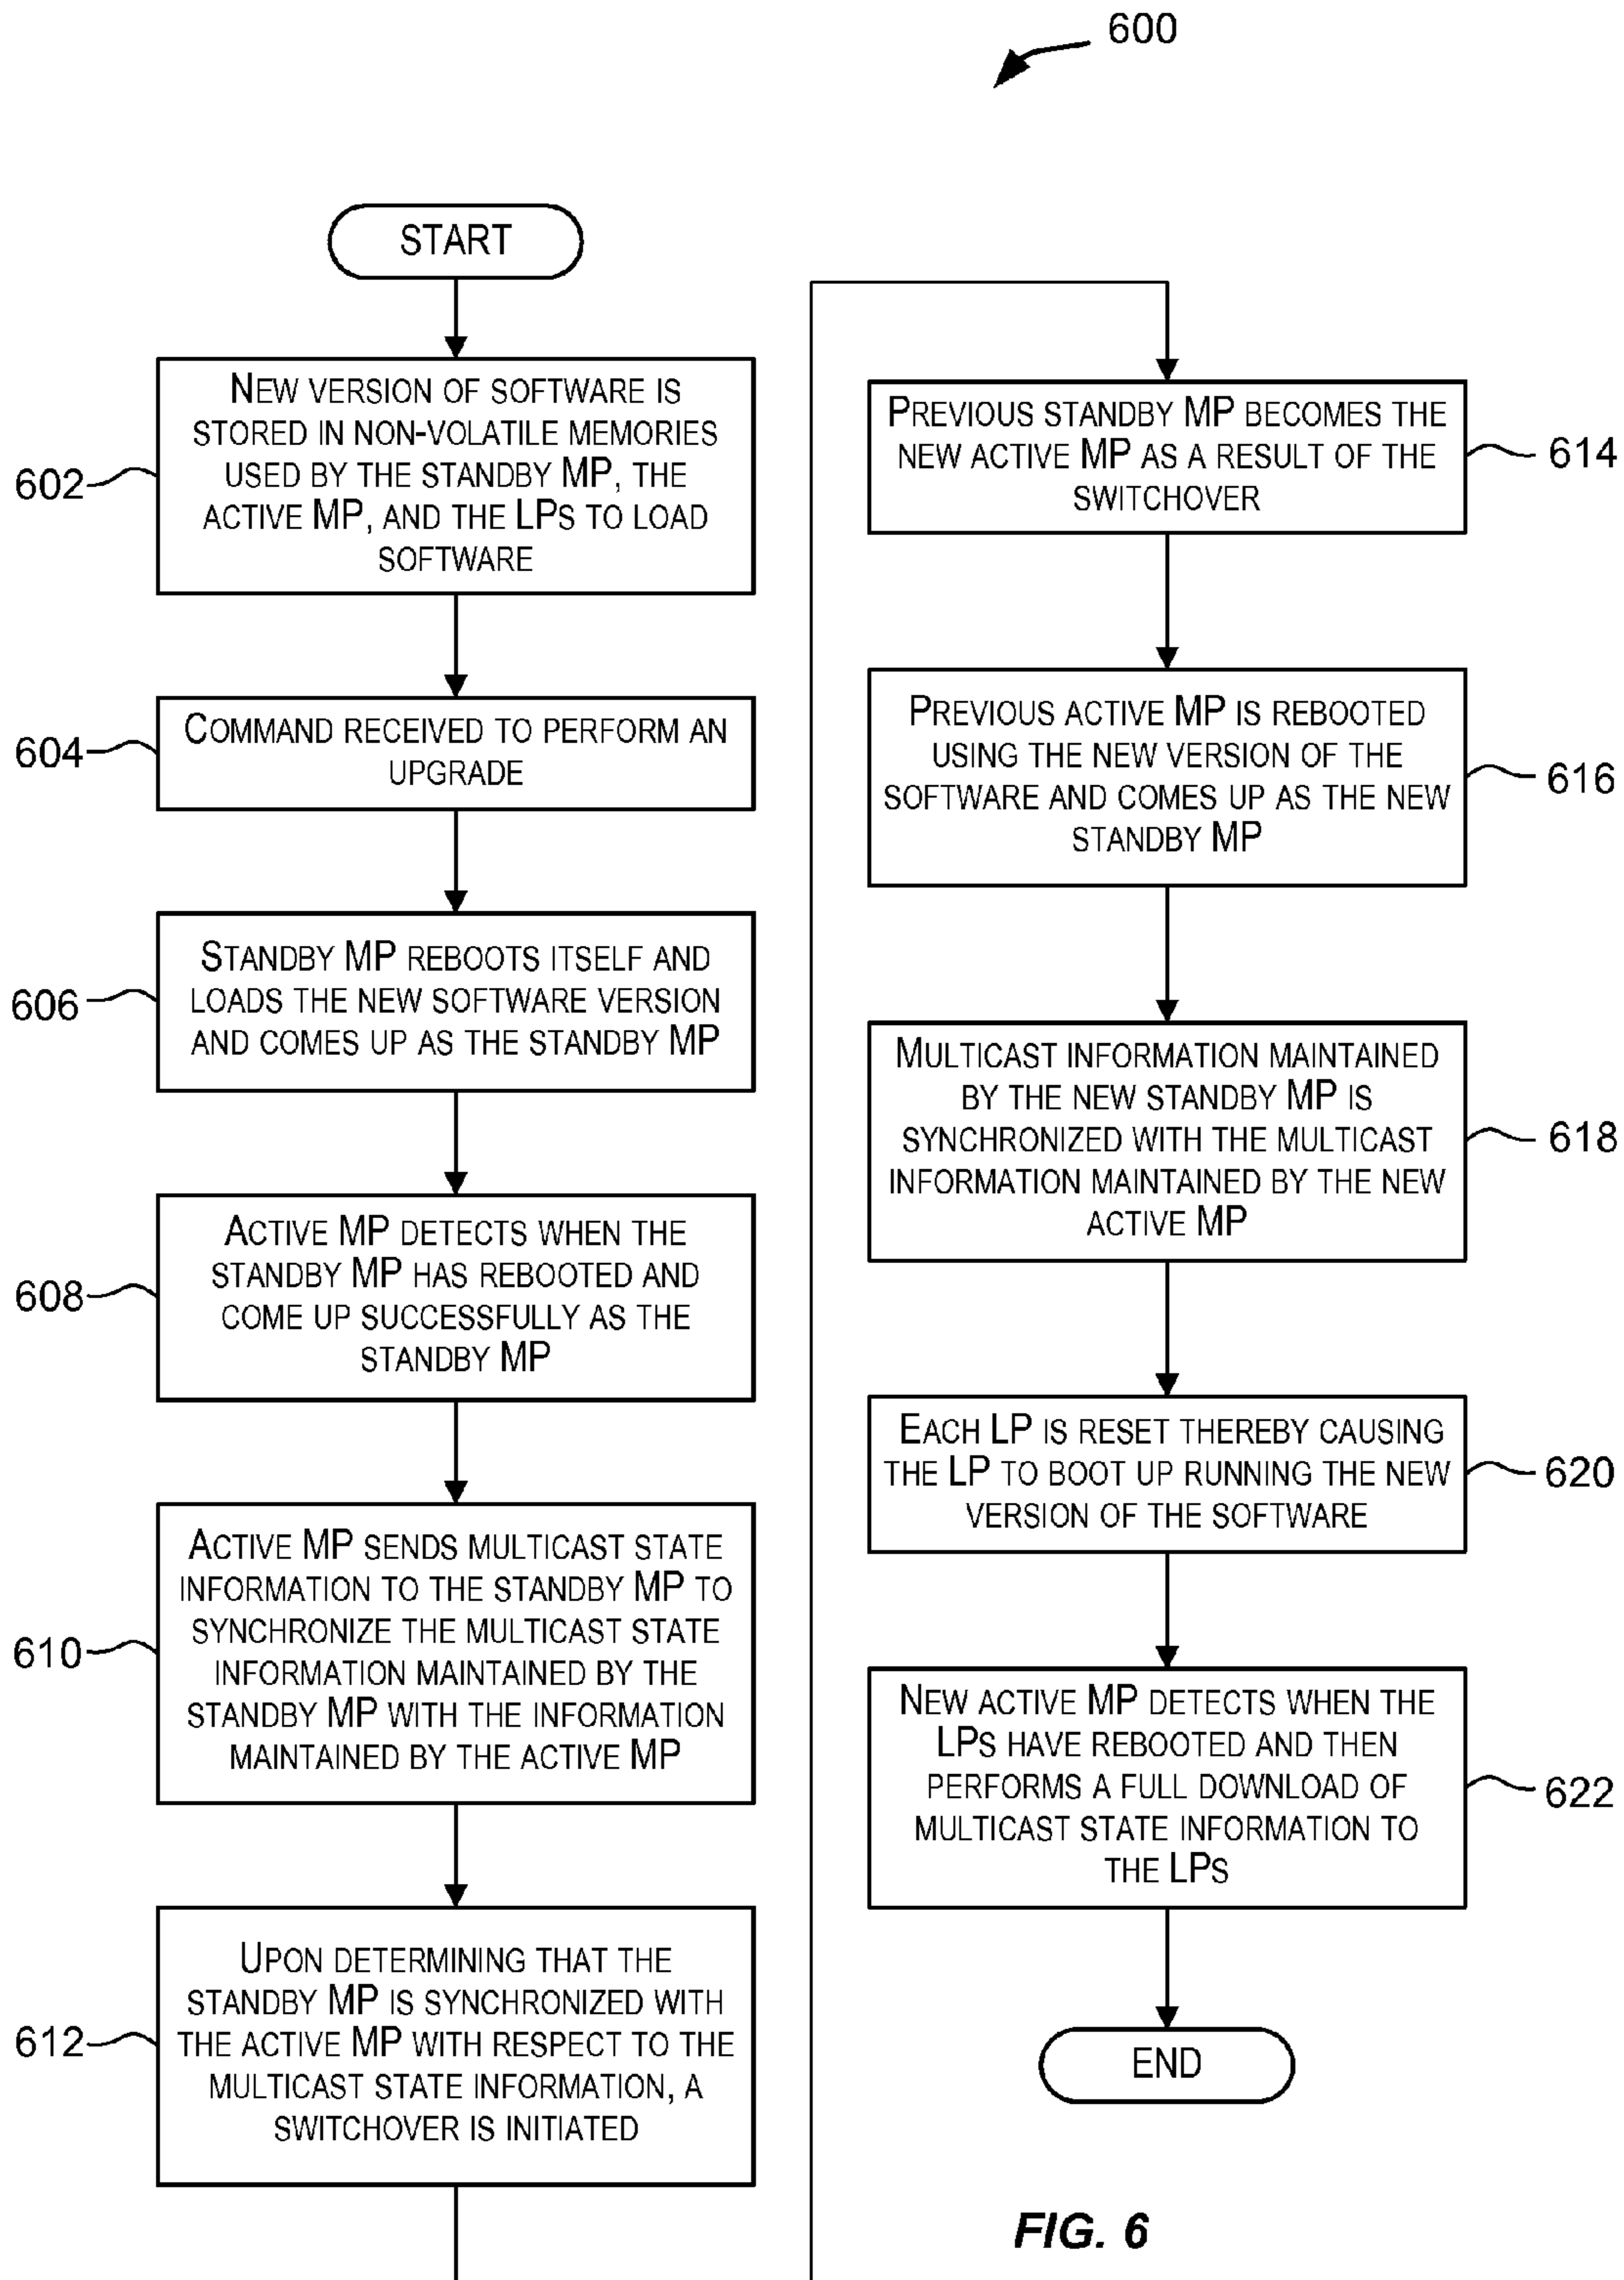 600
START
602
NEW VERSION OF SOFTWARE IS
STORED IN NON-VOLATILE MEMORIES
USED BY THE STANDBY MP, THE
ACTIVE MP, AND THE LPS TO LOAD
SOFTWARE
604
COMMAND RECEIVED TO PERFORM AN
UPGRADE
606
STANDBY MP REBOOTS ITSELF AND
LOADS THE NEW SOFTWARE VERSION
AND COMES UP AS THE STANDBY MP
608
ACTIVE MP DETECTS WHEN THE
STANDBY MP HAS REBOOTED AND
COME UP SUCCESSFULLY AS THE
STANDBY MP
610
ACTIVE MP SENDS MULTICAST STATE
INFORMATION TO THE STANDBY MP TO
SYNCHRONIZE THE MULTICAST STATE
INFORMATION MAINTAINED BY THE
STANDBY MP WITH THE INFORMATION
MAINTAINED BY THE ACTIVE MP
612
UPON DETERMINING THAT THE
STANDBY MP IS SYNCHRONIZED WITH
THE ACTIVE MP WITH RESPECT TO THE
MULTICAST STATE INFORMATION, A
SWITCHOVER IS INITIATED
PREVIOUS STANDBY MP BECOMES THE
NEW ACTIVE MP AS A RESULT OF THE
SWITCHOVER
614
PREVIOUS ACTIVE MP IS REBOOTED
USING THE NEW VERSION OF THE
SOFTWARE AND COMES UP AS THE NEW
STANDBY MP
616
MULTICAST INFORMATION MAINTAINED
BY THE NEW STANDBY MP IS
SYNCHRONIZED WITH THE MULTICAST
INFORMATION MAINTAINED BY THE NEW
ACTIVE MP
618
EACH LP IS RESET THEREBY CAUSING
THE LP TO BOOT UP RUNNING THE NEW
VERSION OF THE SOFTWARE
620
NEW ACTIVE MP DETECTS WHEN THE
LPS HAVE REBOOTED AND THEN
PERFORMS A FULL DOWNLOAD OF
MULTICAST STATE INFORMATION TO
THE LPS
622
END
FIG. 6